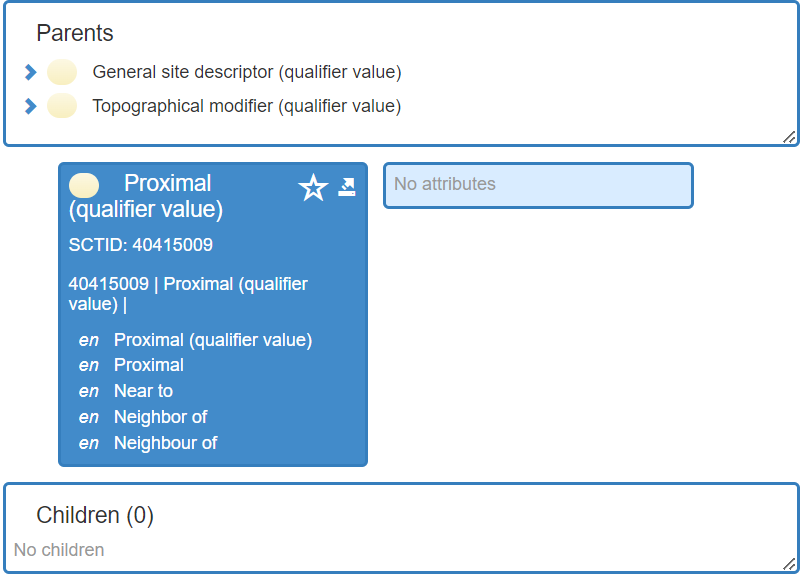 Parents
General site descriptor (qualifier value)
Topographical modifier (qualifier value)
Proximal
(qualifier value)
SCTID: 40415009
40415009 | Proximal (qualifier
value) |
en Proximal (qualifier value)
en Proximal
en Near to
en Neighbor of
en Neighbour of
No attributes
Children (0)
No children